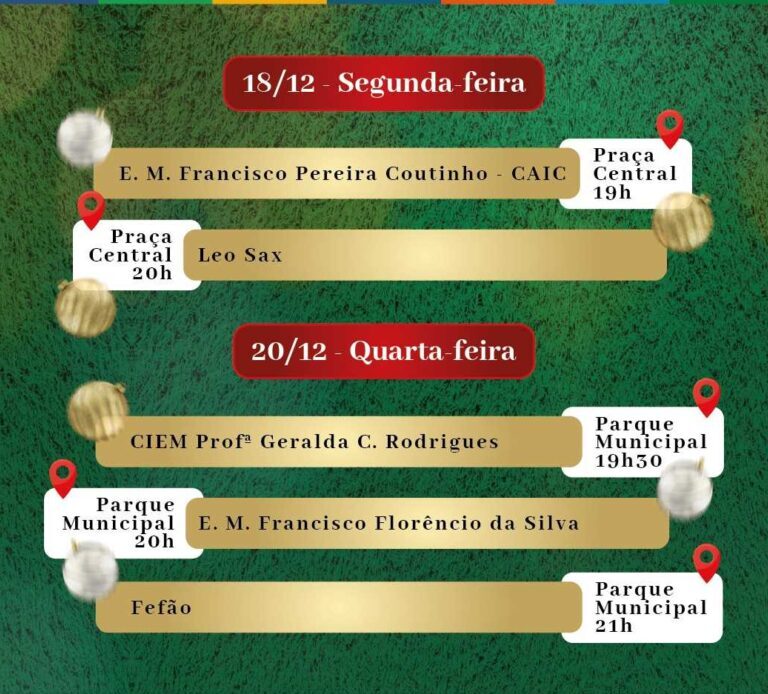 18/12 - Segunda-feira
E. M. Francisco Pereira Coutinho - CAIC
Praça
Central
19h
Praça
Central
20h
Leo Sax
20/12 - Quarta-feira
CIEM Profª Geralda C. Rodrigues
Parque
Municipal
19h30
Parque
Municipal
20h
E. M. Francisco Florêncio da Silva
Fefão
Parque
Municipal
21h